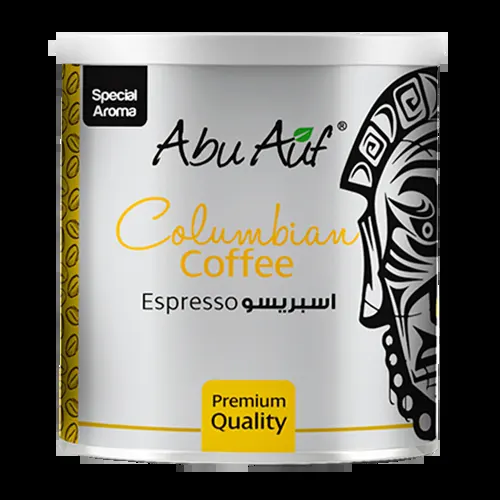 Special
Aroma
Abu Auf ®
Columbian
Coffee
Espresso اسبريسو
Premium
Quality